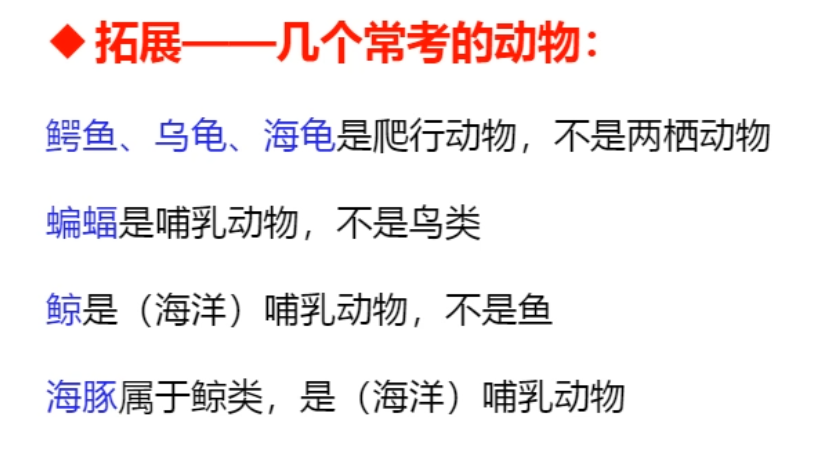 ◆拓展——几个常考的动物：
鳄鱼、乌龟、海龟是爬行动物，不是两栖动物
蝙蝠是哺乳动物，不是鸟类
鲸是（海洋）哺乳动物，不是鱼
海豚属于鲸类，是（海洋）哺乳动物